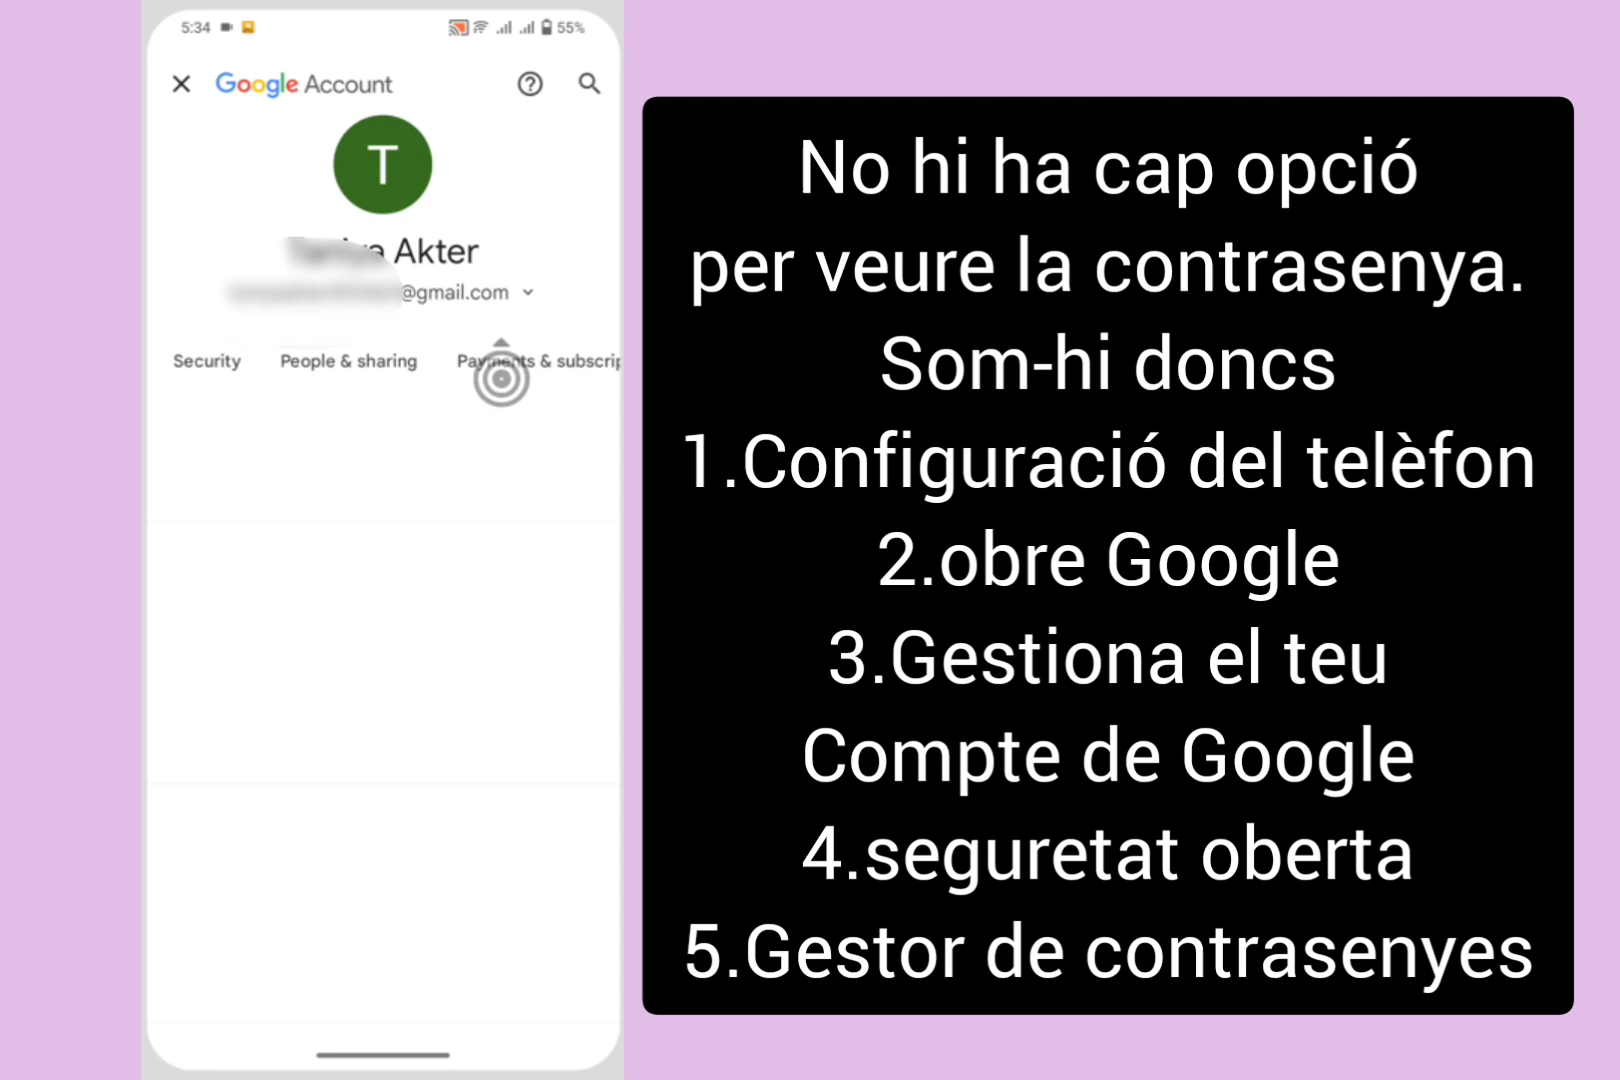 5:34 55%
Google Account
T
Akter
@gmail.com
Security People & sharing Payments & subscrip
No hi ha cap opció
per veure la contrasenya.
Som-hi doncs
1.Configuració del telèfon
2.obre Google
3.Gestiona el teu
Compte de Google
4.seguretat oberta
5.Gestor de contrasenyes